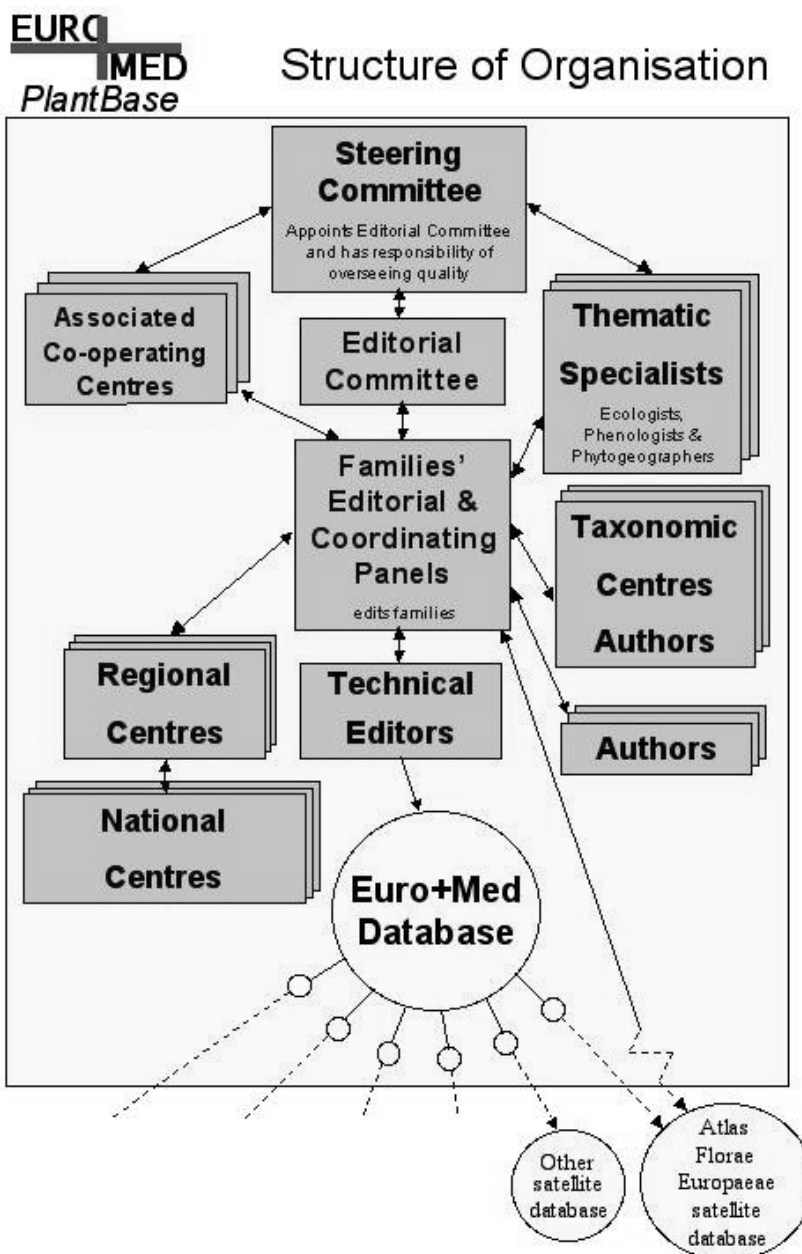 EURO
MED
PlantBase
Structure of Organisation
Steering
Committee
Appoints Editorial Committee
and has responsibility of
overseeing quality
Associated
Co-operating
Centres
Editorial
Committee
Thematic
Specialists
Ecologists,
Phenologists &
Phytogeographers
Families'
Editorial &
Coordinating
Panels
edits families
Taxonomic
Centres
Authors
Regional
Centres
Technical
Editors
Authors
National
Centres
Euro+Med
Database
Other
satellite
database
Atlas
Florae
Europaeae
satellite
database